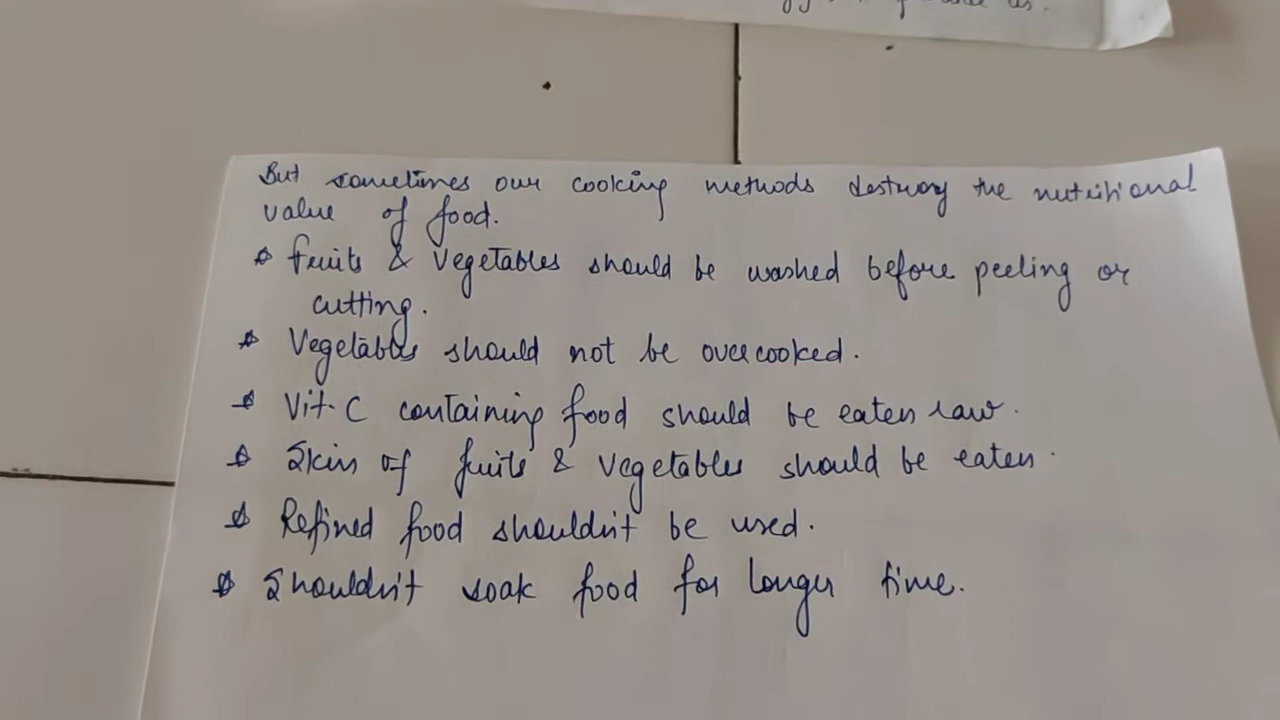 But sometimes our cooking methods destroy the nutritional
value of food.
* Fruits & Vegetables should be washed before peeling or
cutting.
* Vegetables should not be overcooked.
* Vit. C containing food should be eaten raw.
* Skin of fruits & vegetables should be eaten.
* Refined food shouldn't be used.
* Shouldn't soak food for longer time.